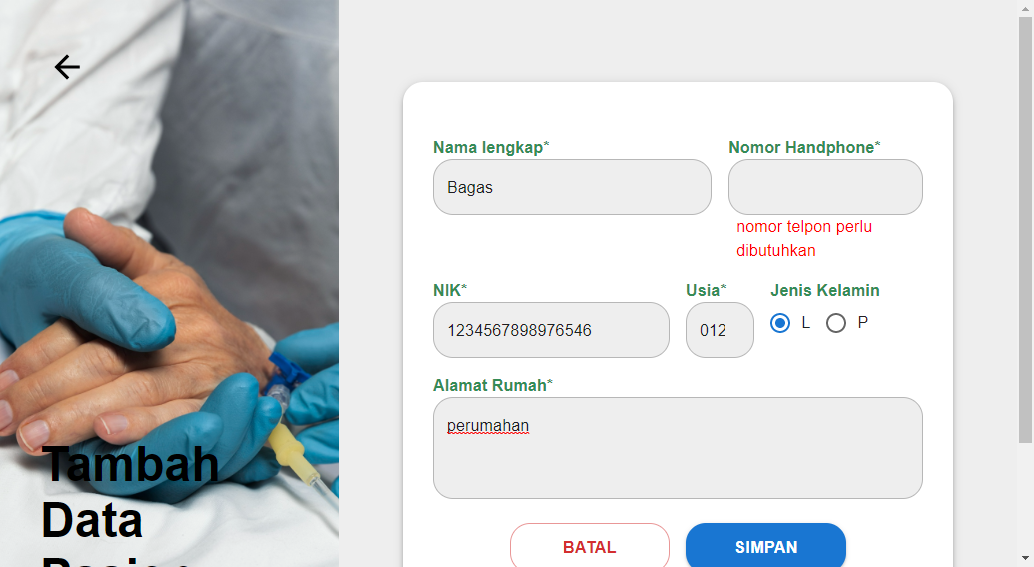 Nama lengkap*
Nomor Handphone*
Bagas
nomor telpon perlu
dibutuhkan
NIK*
Usia*
Jenis Kelamin
1234567898976546
012
L
P
Alamat Rumah*
perumahan
Tambah
Data
BATAL
SIMPAN